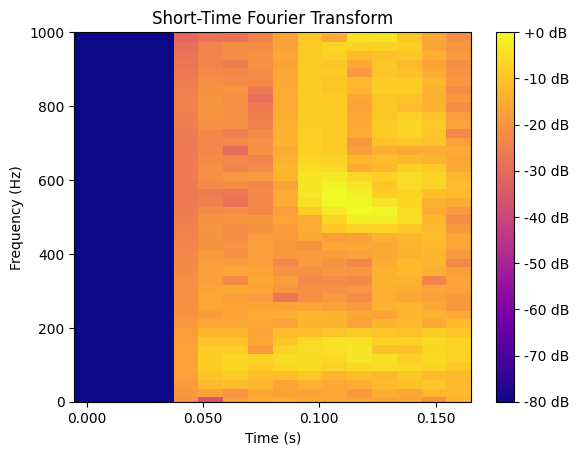 Short-Time Fourier Transform
1000
800
600
400
200
0
Frequency (Hz)
0.000
0.050
0.100
0.150
Time (s)
+0 dB
-10 dB
-20 dB
-30 dB
-40 dB
-50 dB
-60 dB
-70 dB
-80 dB